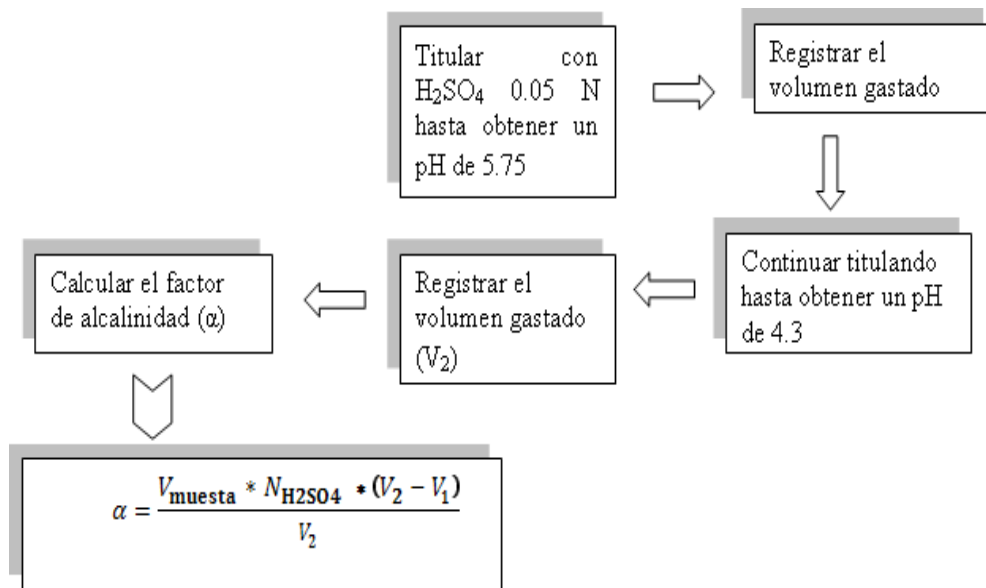 Titular con
H₂SO₄ 0.05 N
hasta obtener un
pH de 5.75
Registrar el
volumen gastado
Continuar titulando
hasta obtener un pH
de 4.3
Registrar el
volumen gastado
(V₂)
Calcular el factor
de alcalinidad (α)
α = (V_muesta * N_H2SO4 * (V₂ − V₁)) / V₂